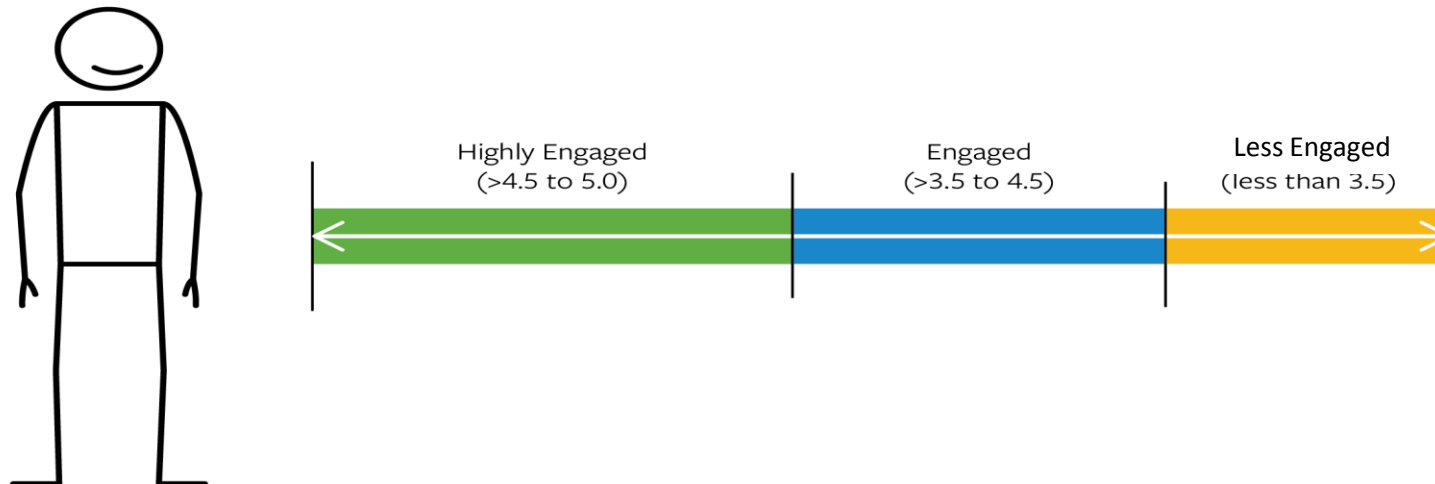 Highly Engaged
(>4.5 to 5.0)
Engaged
(>3.5 to 4.5)
Less Engaged
(less than 3.5)